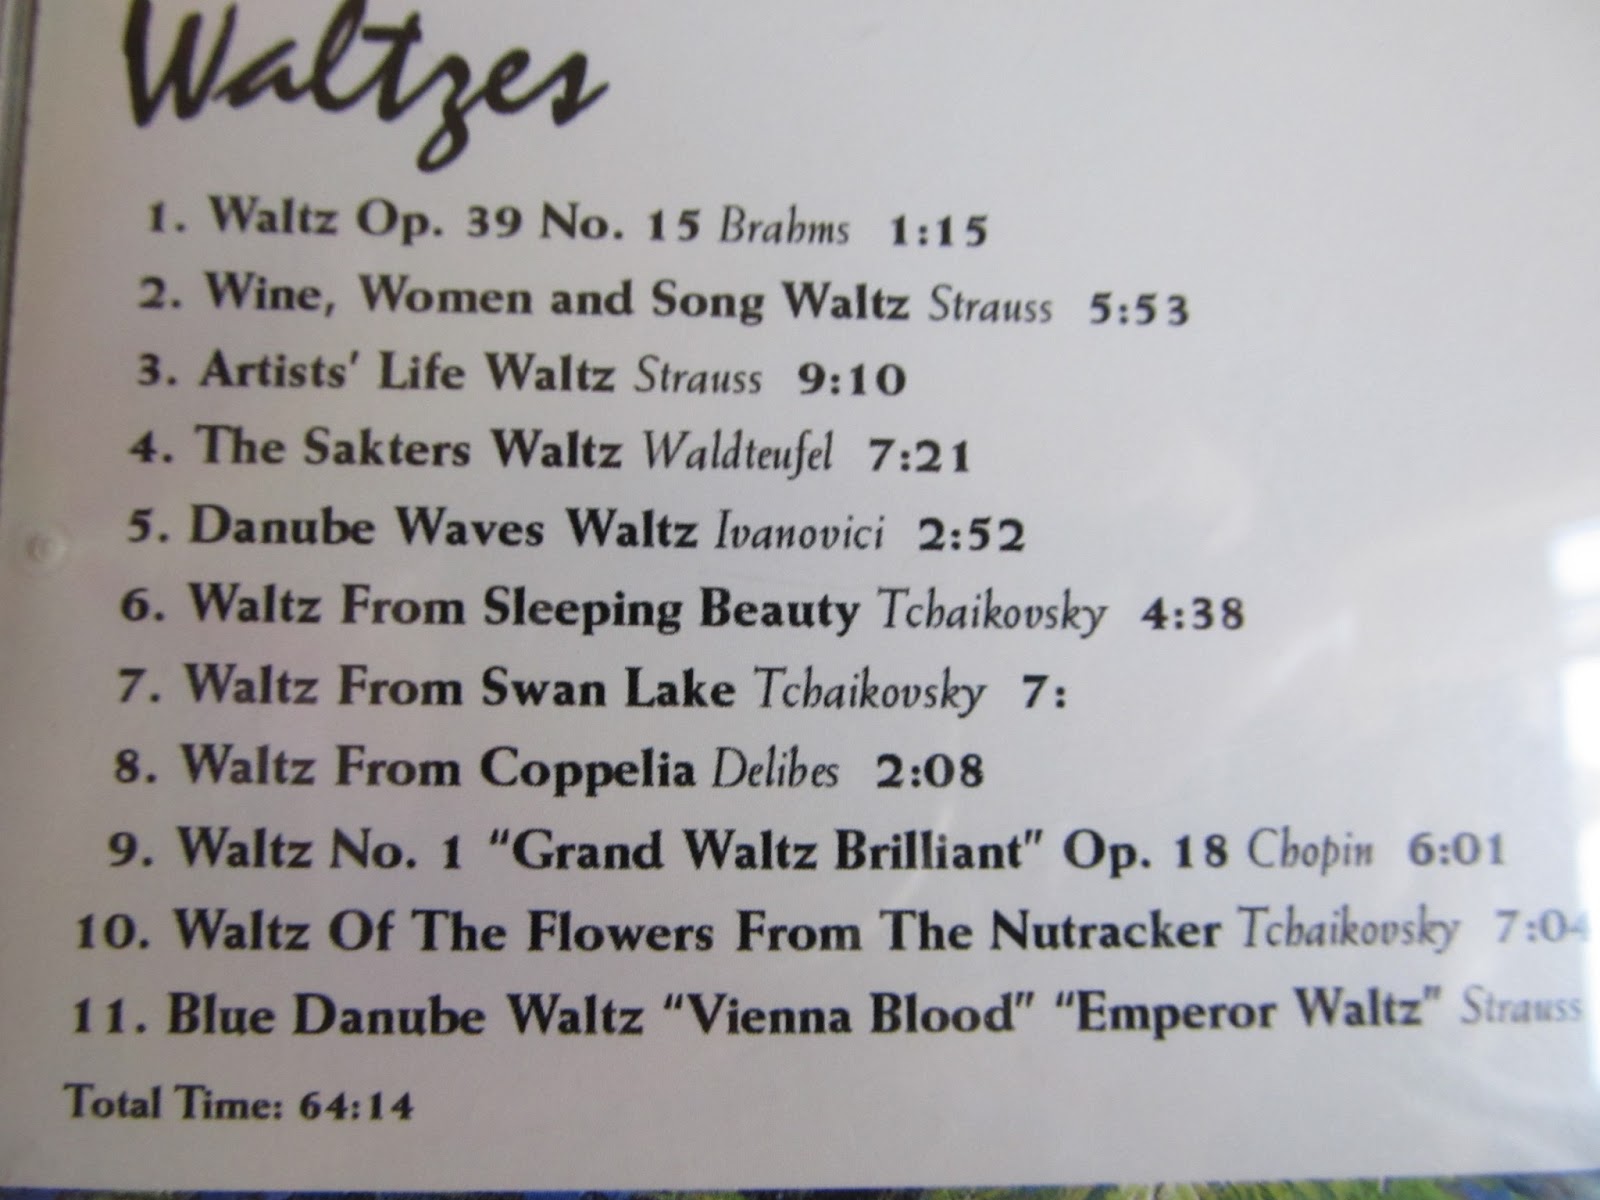 Waltzes
1. Waltz Op. 39 No. 15 Brahms 1:15
2. Wine, Women and Song Waltz Strauss 5:53
3. Artists' Life Waltz Strauss 9:10
4. The Sakters Waltz Waldteufel 7:21
5. Danube Waves Waltz Ivanovici 2:52
6. Waltz From Sleeping Beauty Tchaikovsky 4:38
7. Waltz From Swan Lake Tchaikovsky 7:
8. Waltz From Coppelia Delibes 2:08
9. Waltz No. 1 “Grand Waltz Brilliant” Op. 18 Chopin 6:01
10. Waltz Of The Flowers From The Nutracker Tchaikovsky 7:04
11. Blue Danube Waltz “Vienna Blood” “Emperor Waltz” Strauss
Total Time: 64:14